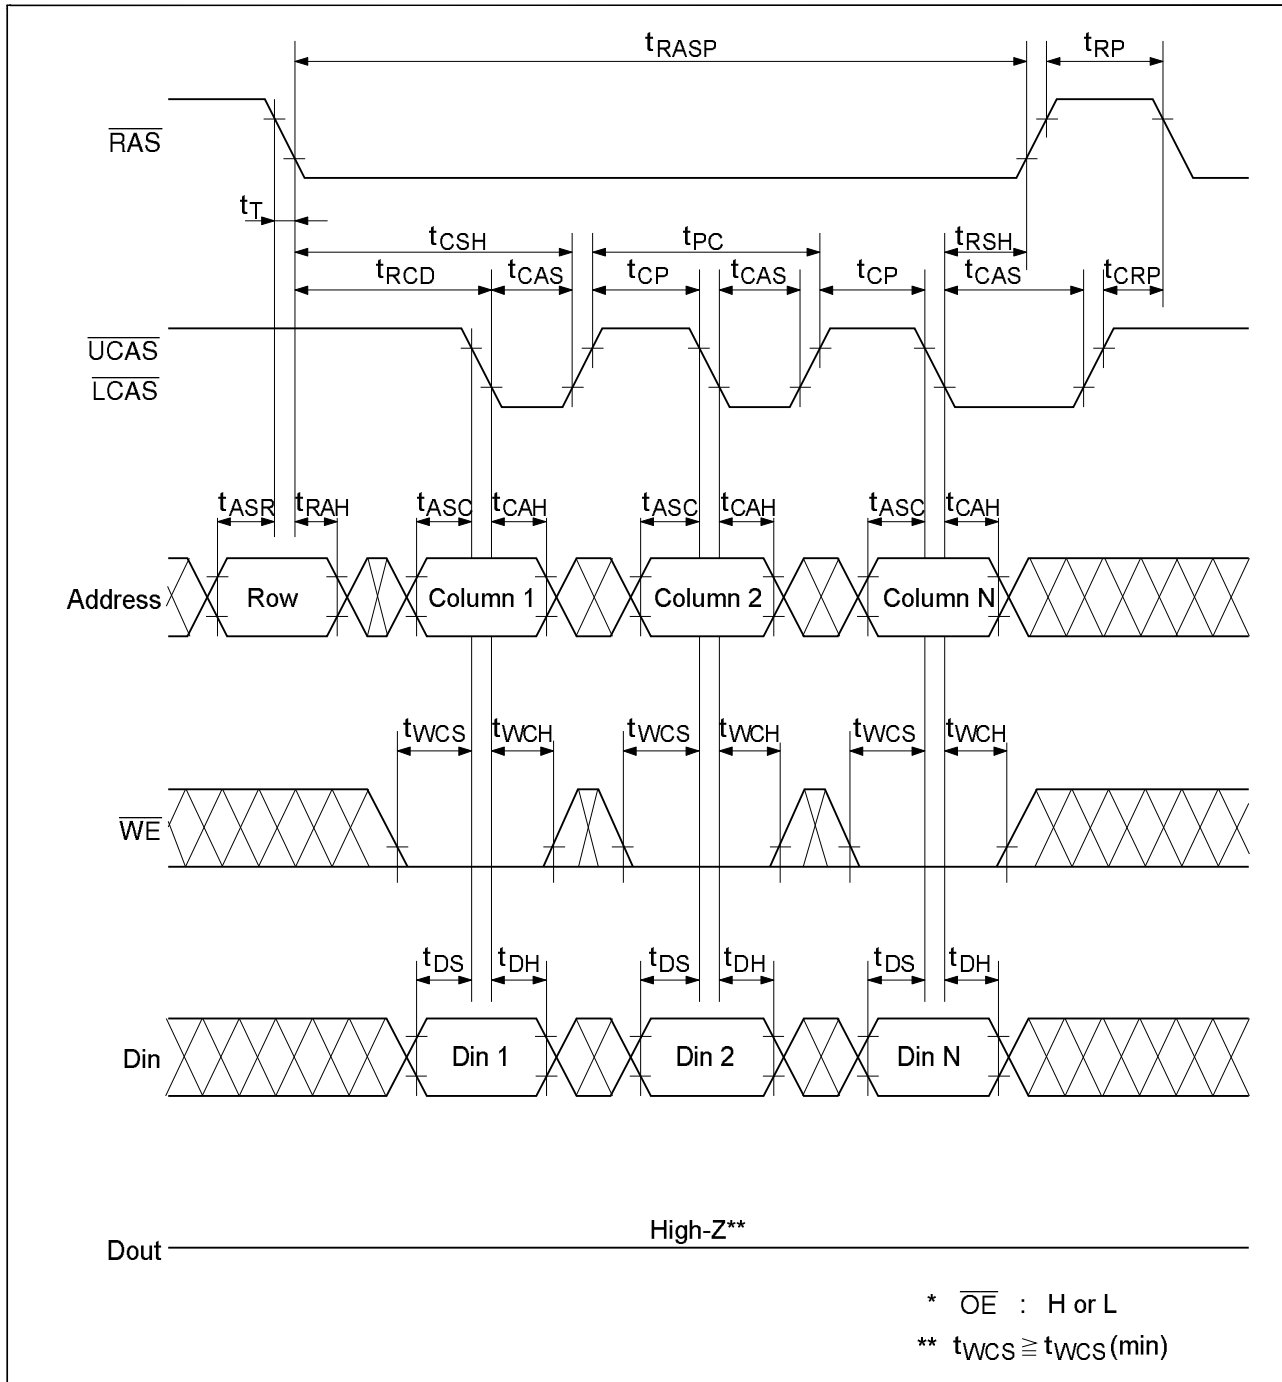 tRASP tRP
RAS
tT
tCSH tPC tRSH
tRCD tCAS tCP tCAS tCP tCAS tCRP
UCAS
LCAS
tASR tRAH tASC tCAH tASC tCAH tASC tCAH
Address Row Column 1 Column 2 Column N
tWCS tWCH tWCS tWCH tWCS tWCH
WE
tDS tDH tDS tDH tDS tDH
Din Din 1 Din 2 Din N
High-Z**
Dout
* OE : H or L
** tWCS ≧ tWCS (min)